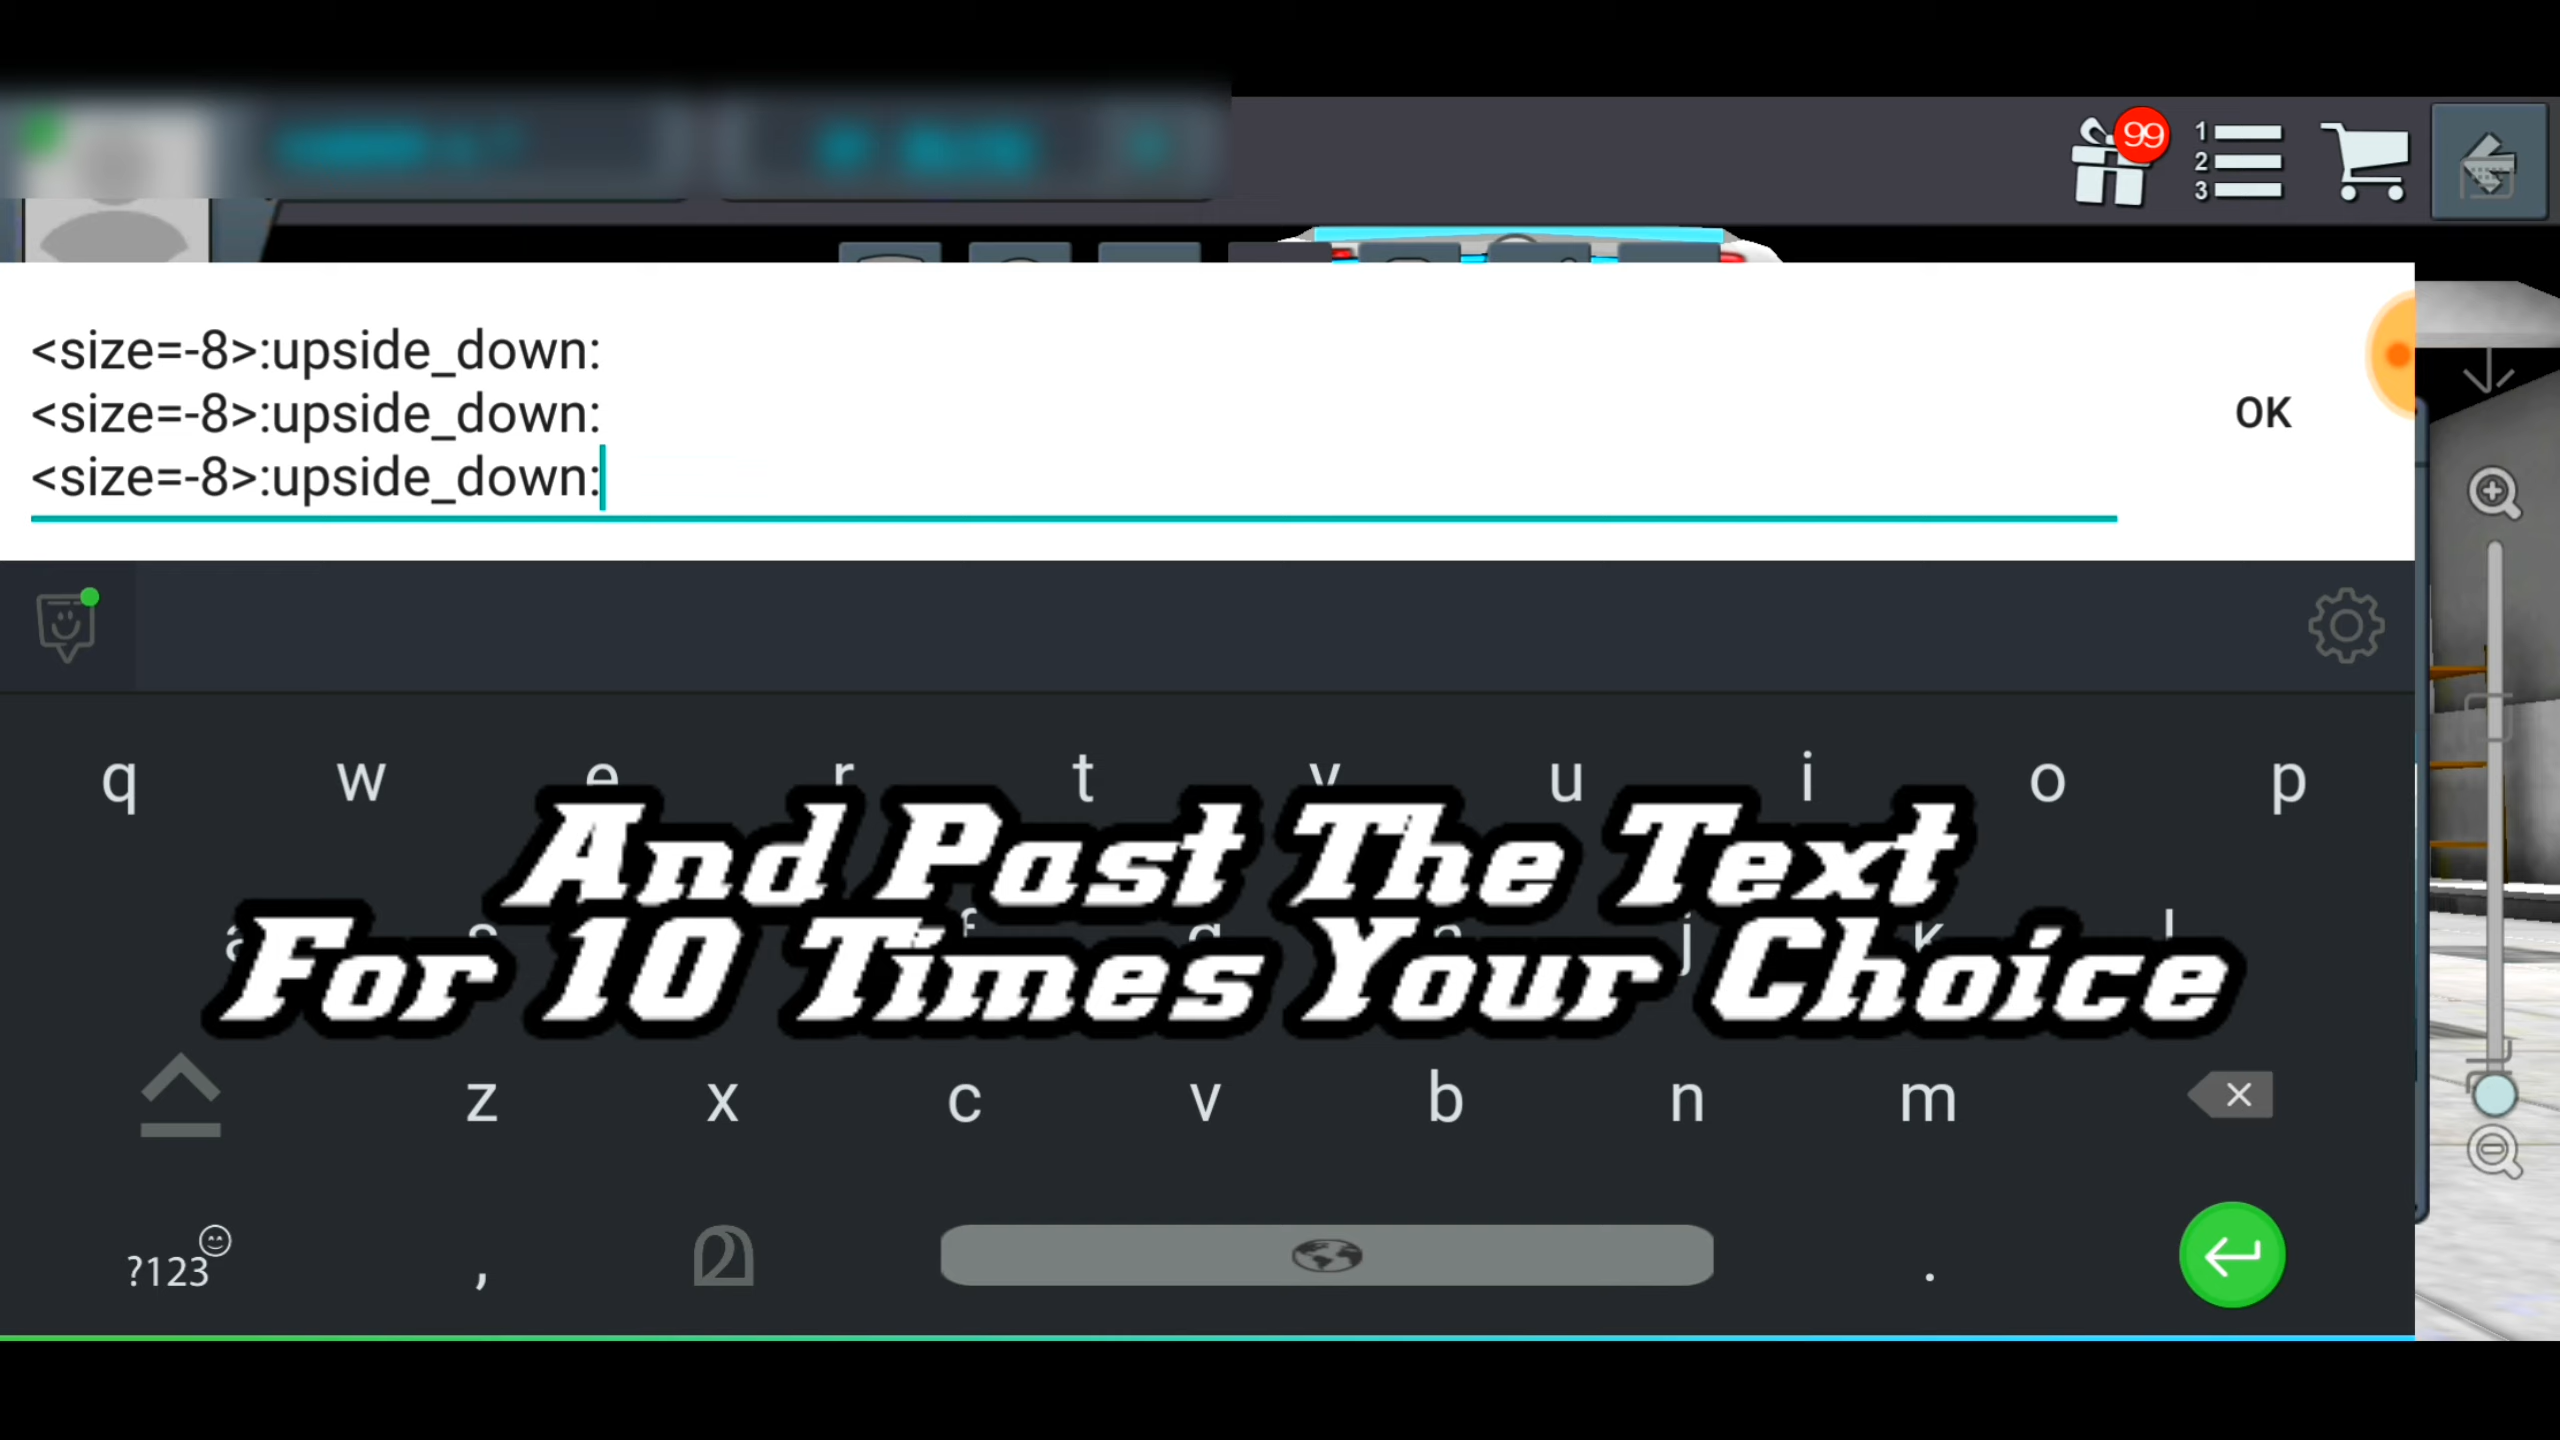 99
1
2
3
<size=-8>:upside_down:
<size=-8>:upside_down:
<size=-8>:upside_down:
OK
q w e r t y u i o p
And Past The Text
For 10 Times Your Choice
z x c v b n m
?123 , മ .